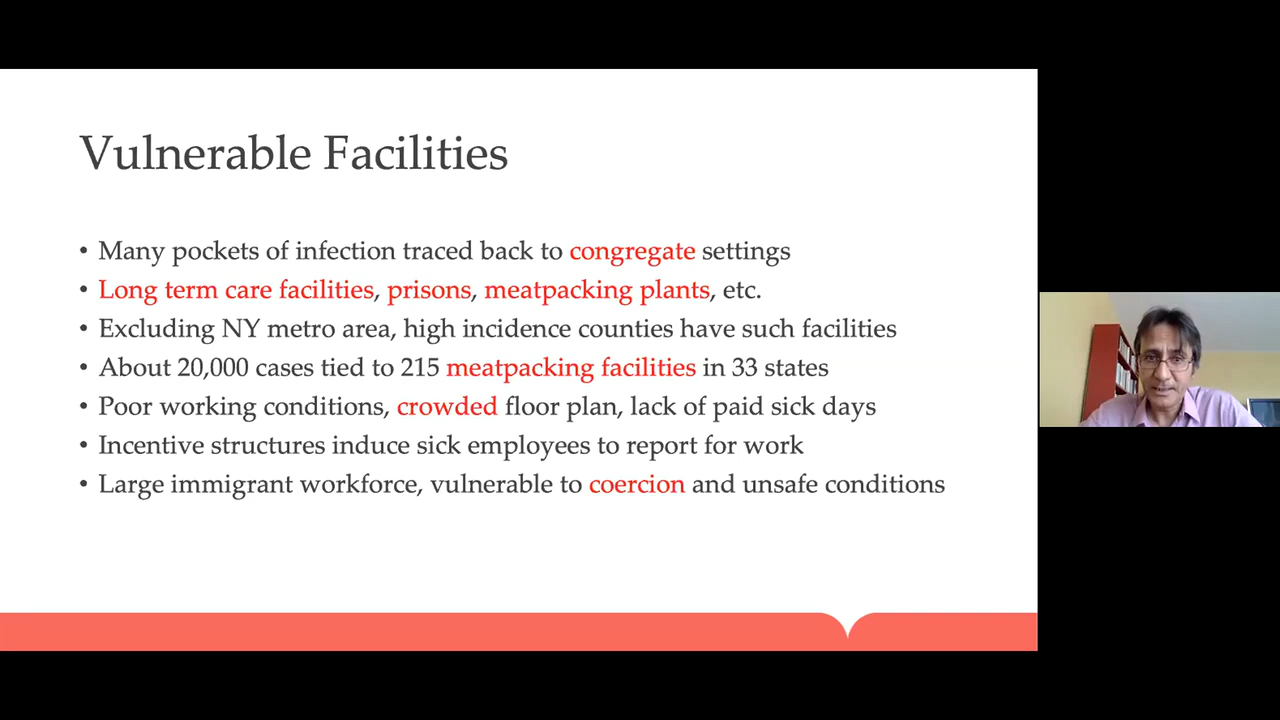 Vulnerable Facilities
• Many pockets of infection traced back to congregate settings
• Long term care facilities, prisons, meatpacking plants, etc.
• Excluding NY metro area, high incidence counties have such facilities
• About 20,000 cases tied to 215 meatpacking facilities in 33 states
• Poor working conditions, crowded floor plan, lack of paid sick days
• Incentive structures induce sick employees to report for work
• Large immigrant workforce, vulnerable to coercion and unsafe conditions